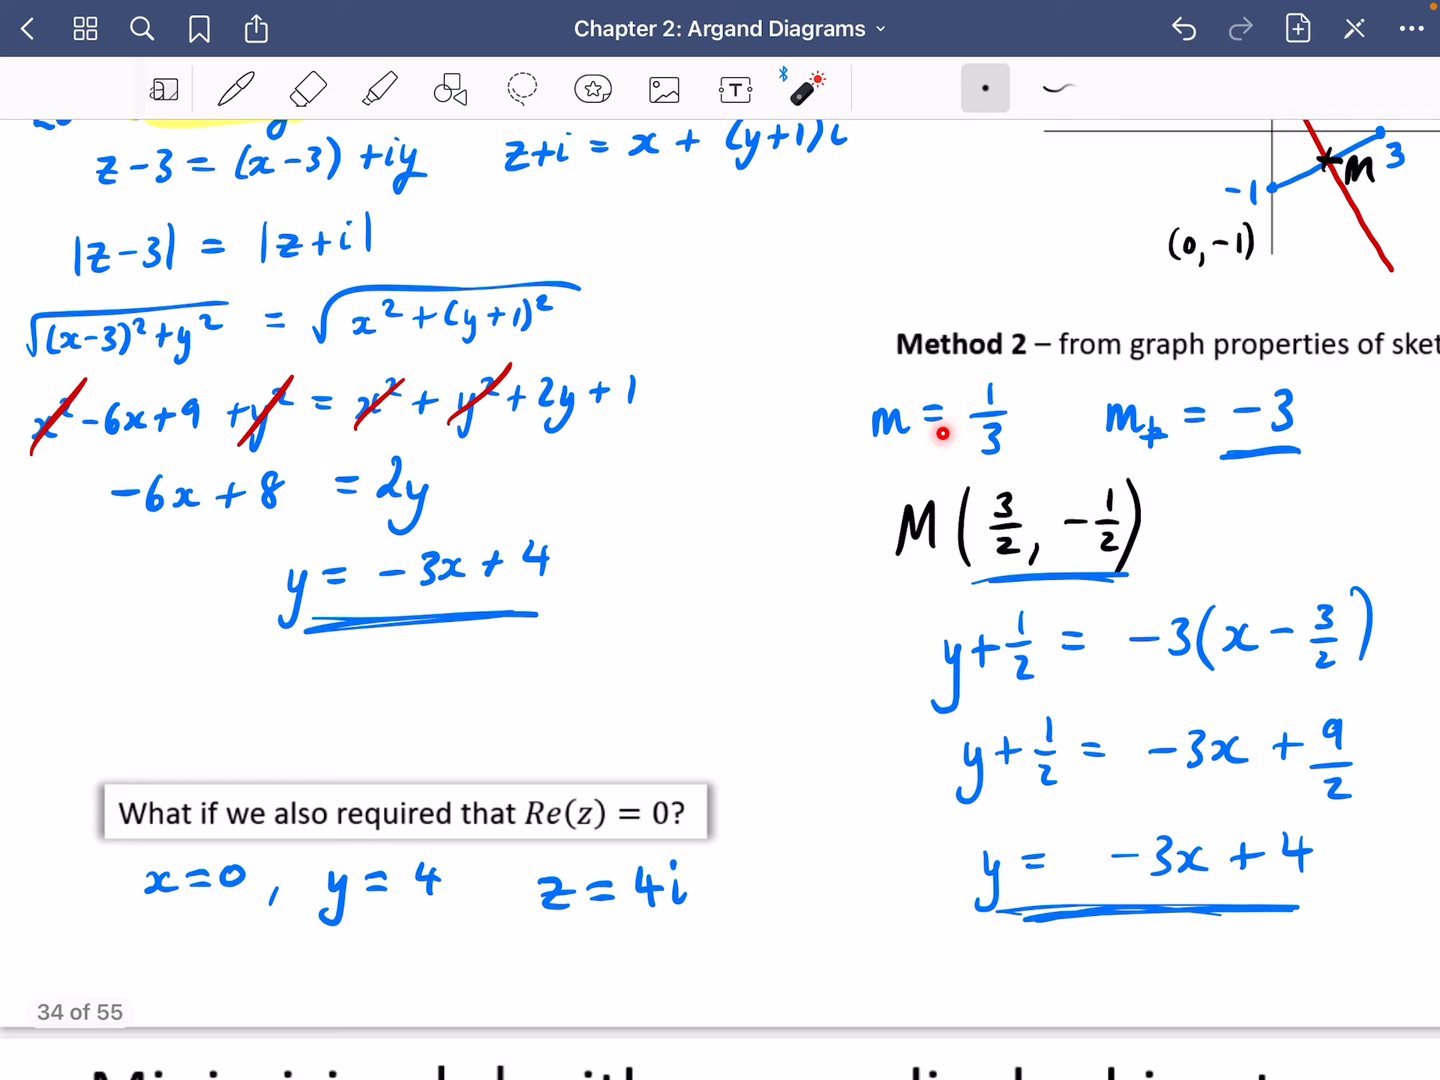 Chapter 2: Argand Diagrams
z-3 = (x-3) + iy
z+i = x + (y+1)i
|z-3| = |z+i|
√((x-3)²+y²) = √(x²+(y+1)²)
x² -6x+9 +y² = x² + y² + 2y + 1
-6x + 8 = 2y
y = -3x + 4
What if we also required that Re(z) = 0?
x=0, y = 4 z = 4i
34 of 55
3
M
-1
(0, -1)
Method 2 – from graph properties of
m = 1/3 m⊥ = -3
M (3/2, -1/2)
y + 1/2 = -3(x - 3/2)
y + 1/2 = -3x + 9/2
y = -3x + 4